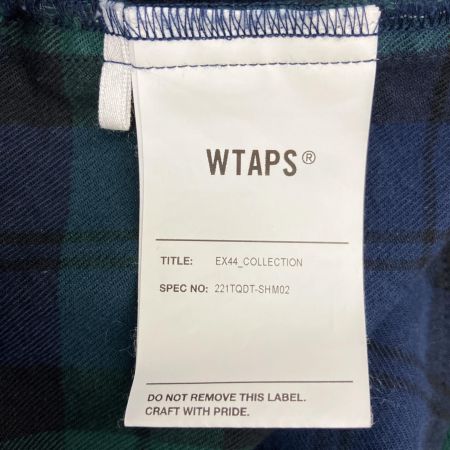 WTAPS®
TITLE: EX44_COLLECTION
SPEC NO: 221TQDT-SHM02
DO NOT REMOVE THIS LABEL.
CRAFT WITH PRIDE.